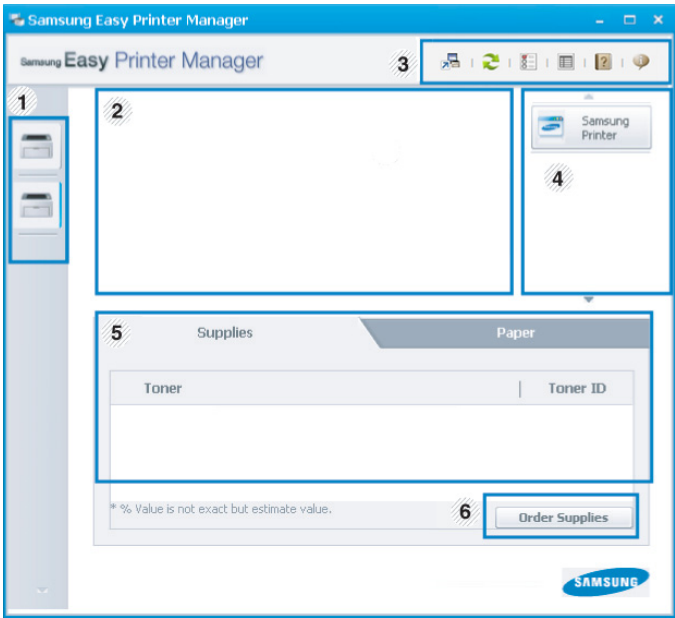 Samsung Easy Printer Manager
Samsung Easy Printer Manager
3
1
2
Samsung
Printer
4
5
Supplies
Paper
Toner
Toner ID
* % Value is not exact but estimate value.
6
Order Supplies
SAMSUNG